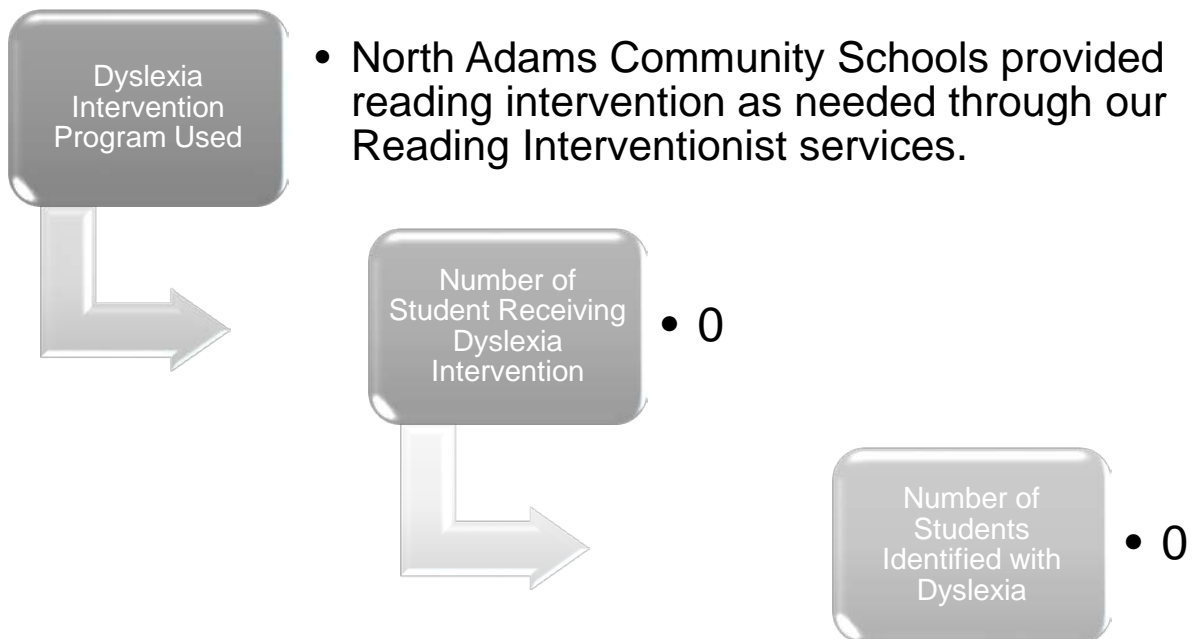 Dyslexia
Intervention
Program Used
• North Adams Community Schools provided
reading intervention as needed through our
Reading Interventionist services.
Number of
Student Receiving
Dyslexia
Intervention
• 0
Number of
Students
Identified with
Dyslexia
• 0